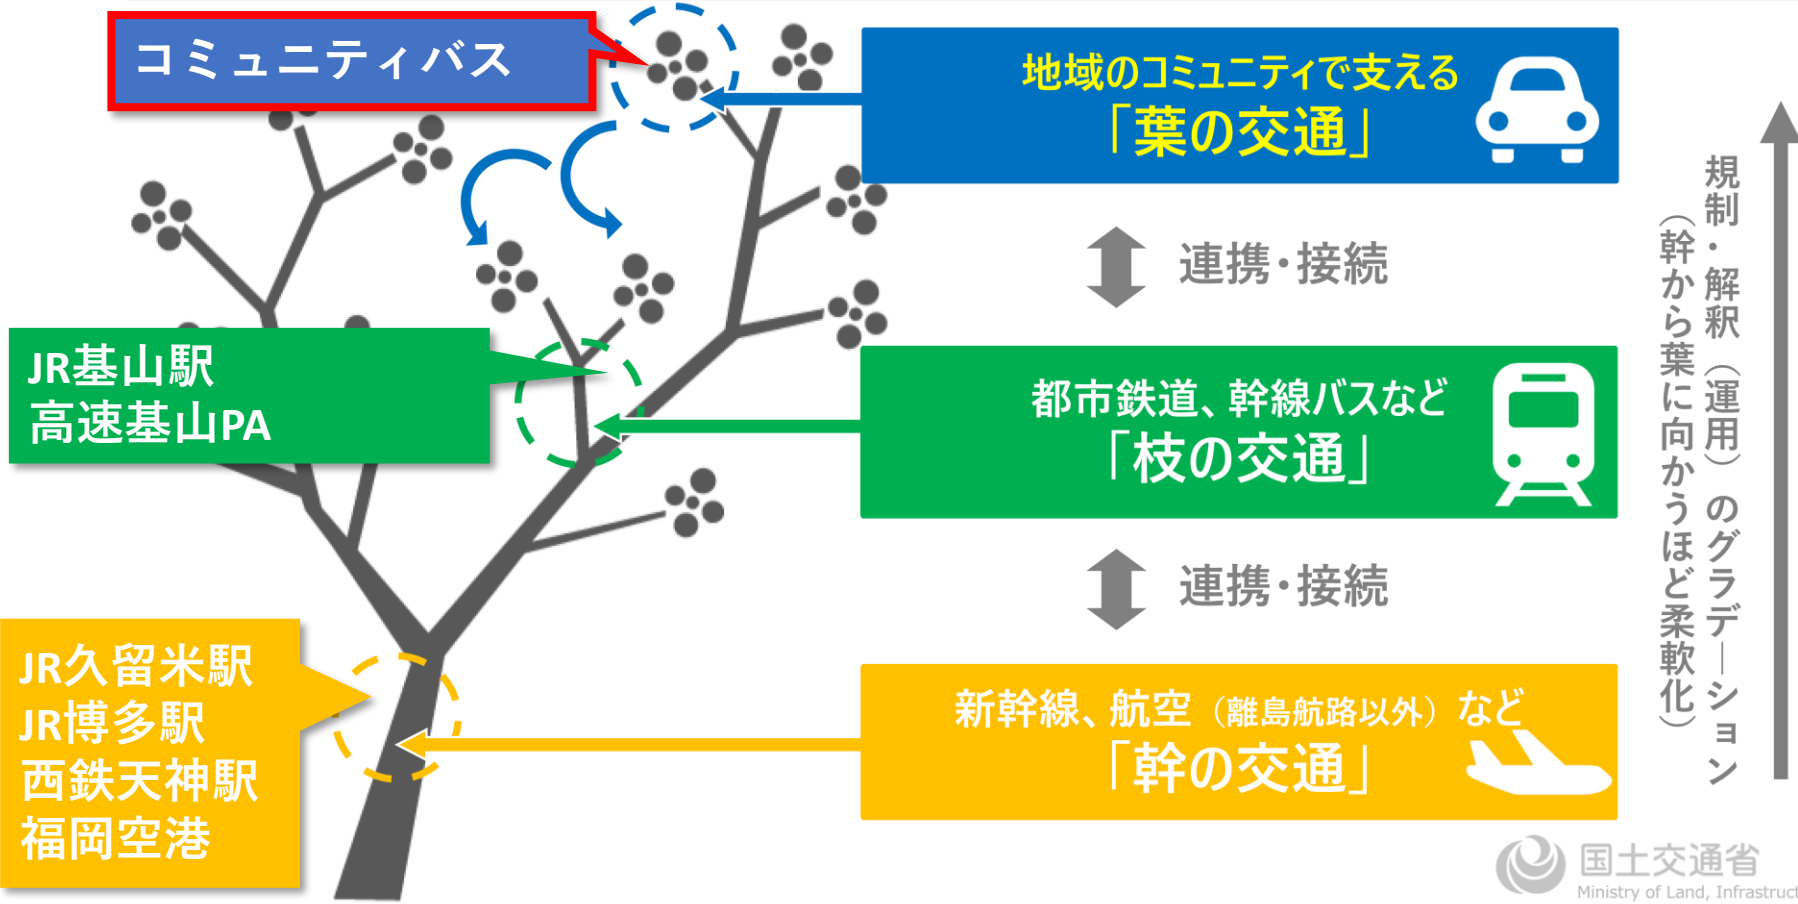 コミュニティバス
地域のコミュニティで支える
「葉の交通」
連携・接続
JR基山駅
高速基山PA
都市鉄道、幹線バスなど
「枝の交通」
連携・接続
JR久留米駅
JR博多駅
西鉄天神駅
福岡空港
新幹線、航空（離島航路以外）など
「幹の交通」
規制・解釈（運用）のグラデーション
（幹から葉に向かうほど柔軟化）
国土交通省
Ministry of Land, Infrastruct